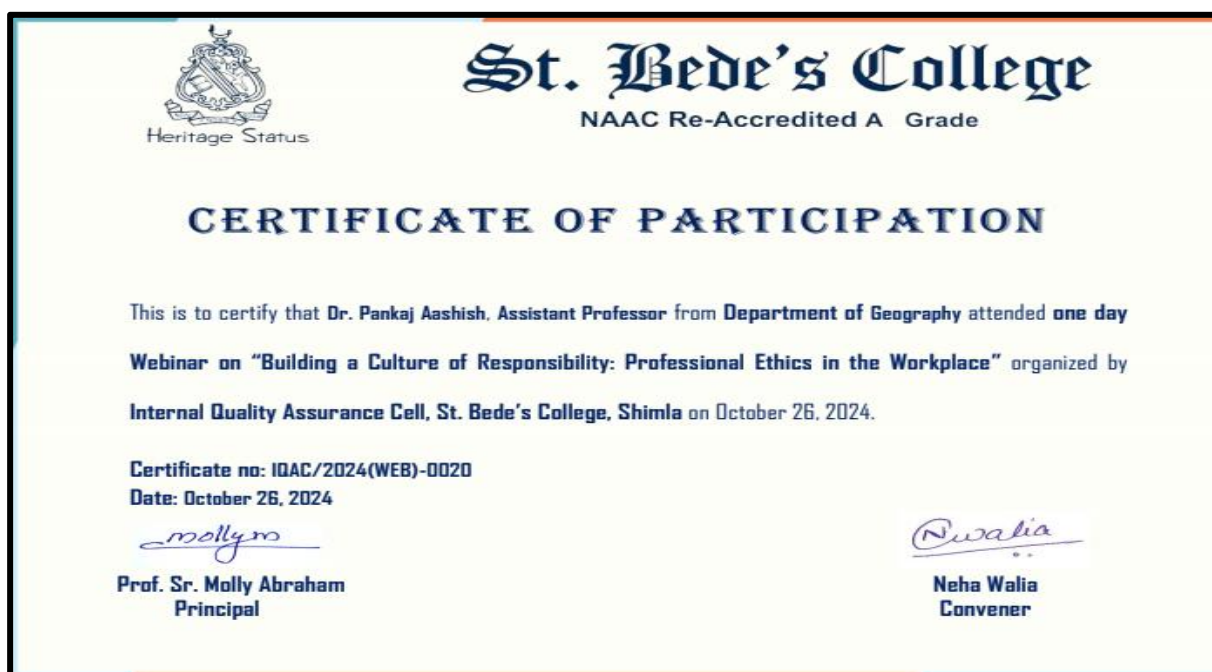 St. Bede's College
NAAC Re-Accredited A Grade
Heritage Status
CERTIFICATE OF PARTICIPATION
This is to certify that Dr. Pankaj Aashish, Assistant Professor from Department of Geography attended one day
Webinar on “Building a Culture of Responsibility: Professional Ethics in the Workplace” organized by
Internal Quality Assurance Cell, St. Bede's College, Shimla on October 26, 2024.
Certificate no: IQAC/2024(WEB)-0020
Date: October 26, 2024
mollym
Nwalia
Prof. Sr. Molly Abraham
Neha Walia
Principal
Convener